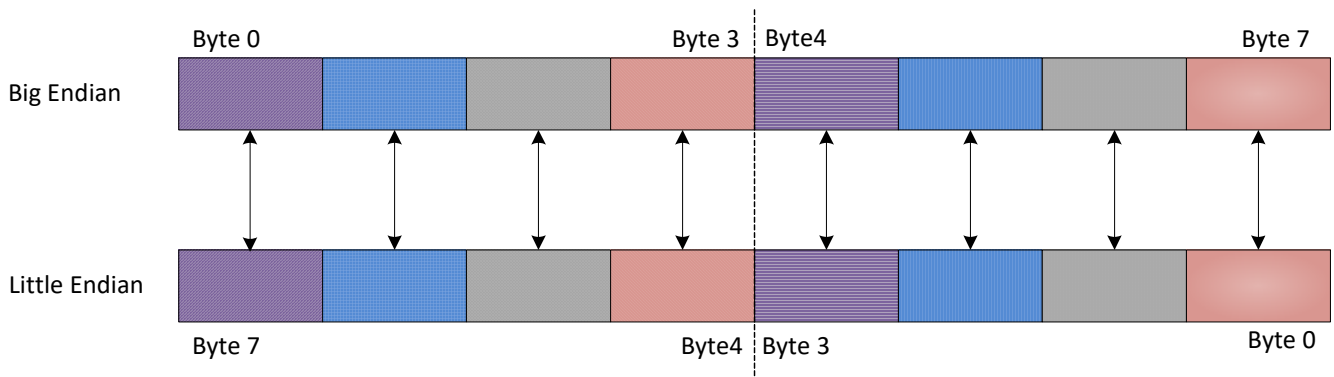 Byte 0 Byte 3 Byte4 Byte 7
Big Endian
Little Endian
Byte 7 Byte4 Byte 3 Byte 0